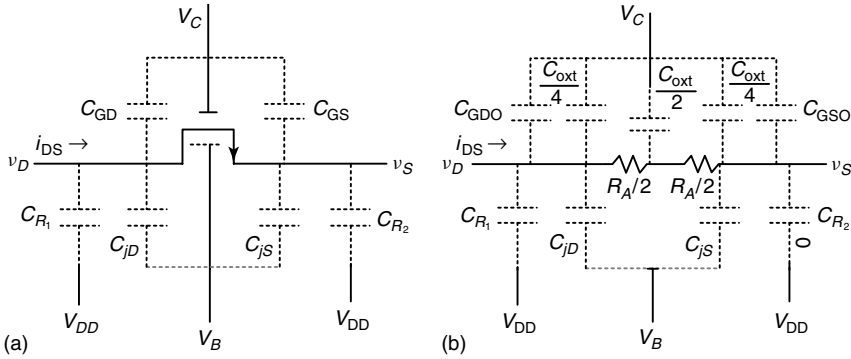 V_C
C_GD
C_GS
i_DS →
v_D
v_S
C_R₁
C_jD
C_jS
C_R₂
V_DD
V_B
V_DD
(a)
V_C
C_oxt/4
C_oxt/2
C_oxt/4
C_GDO
C_GSO
i_DS →
v_D
v_S
R_A/2
R_A/2
C_R₁
C_jD
C_jS
C_R₂
0
V_DD
V_B
V_DD
(b)